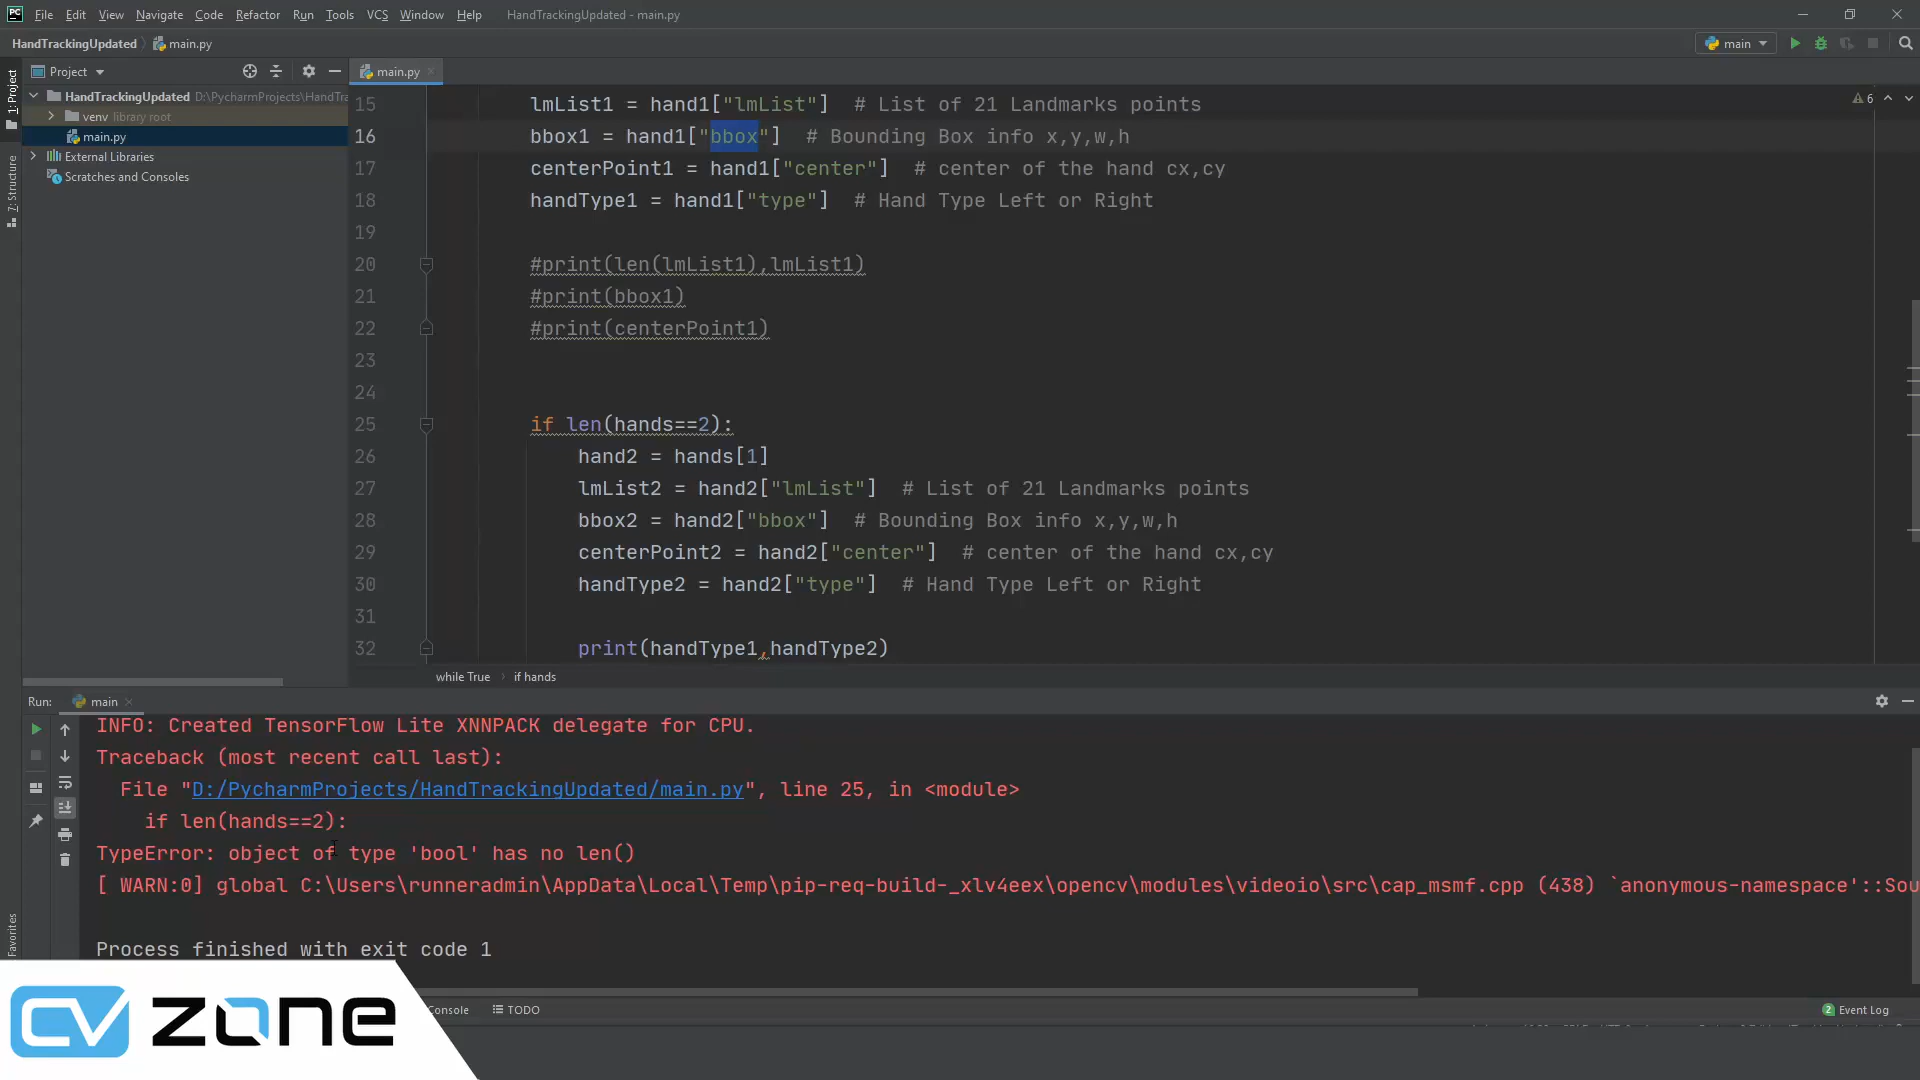 PC File Edit View Navigate Code Refactor Run Tools VCS Window Help HandTrackingUpdated - main.py
HandTrackingUpdated main.py main
Project main.py
1: Project
7: Structure
Favorites
HandTrackingUpdated D:\PycharmProjects\HandTra
venv library root
main.py
External Libraries
Scratches and Consoles
6
15 lmList1 = hand1["lmList"] # List of 21 Landmarks points
16 bbox1 = hand1["bbox"] # Bounding Box info x,y,w,h
17 centerPoint1 = hand1["center"] # center of the hand cx,cy
18 handType1 = hand1["type"] # Hand Type Left or Right
19
20 #print(len(lmList1),lmList1)
21 #print(bbox1)
22 #print(centerPoint1)
23
24
25 if len(hands==2):
26 hand2 = hands[1]
27 lmList2 = hand2["lmList"] # List of 21 Landmarks points
28 bbox2 = hand2["bbox"] # Bounding Box info x,y,w,h
29 centerPoint2 = hand2["center"] # center of the hand cx,cy
30 handType2 = hand2["type"] # Hand Type Left or Right
31
32 print(handType1,handType2)
while True if hands
Run: main
INFO: Created TensorFlow Lite XNNPACK delegate for CPU.
Traceback (most recent call last):
File "D:/PycharmProjects/HandTrackingUpdated/main.py", line 25, in <module>
if len(hands==2):
TypeError: object of type 'bool' has no len()
[ WARN:0] global C:\Users\runneradmin\AppData\Local\Temp\pip-req-build-_xlv4eex\opencv\modules\videoio\src\cap_msmf.cpp (438) `anonymous-namespace'::Sou
Process finished with exit code 1
CV ZONE
Console TODO 2 Event Log